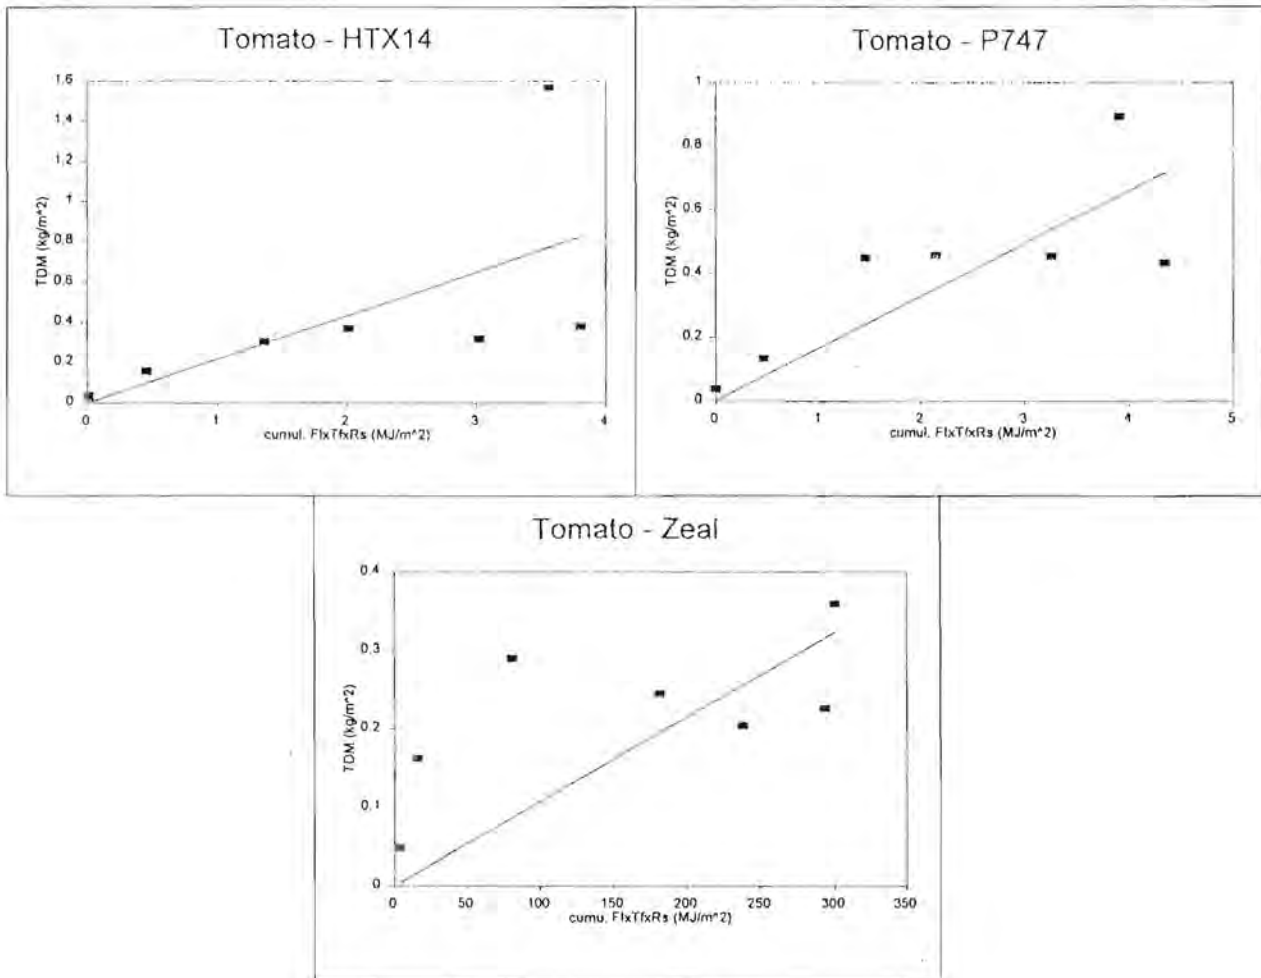 Tomato - HTX14
1.6
1.4
1.2
1
0.8
0.6
0.4
0.2
0
TDM (kg/m^2)
0 1 2 3 4
cumul. FIxTfxRs (MJ/m^2)
Tomato - P747
1
0.8
0.6
0.4
0.2
0
TDM (kg/m^2)
0 1 2 3 4 5
cumul. FIxTfxRs (MJ/m^2)
Tomato - Zeal
0.4
0.3
0.2
0.1
0
TDM (kg/m^2)
0 50 100 150 200 250 300 350
cumu. FIxTfxRs (MJ/m^2)